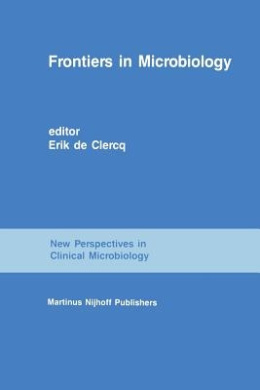 Frontiers in Microbiology
editor
Erik de Clercq
New Perspectives in
Clinical Microbiology
Martinus Nijhoff Publishers